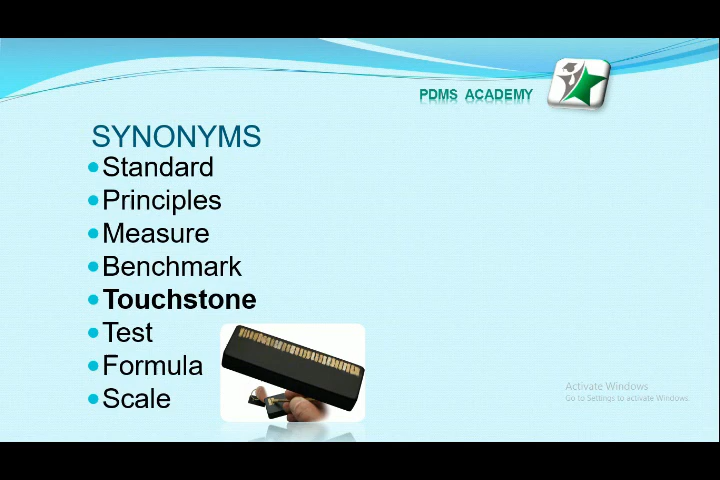 PDMS ACADEMY
SYNONYMS
Standard
Principles
Measure
Benchmark
Touchstone
Test
Formula
Scale
Activate Windows
Go to Settings to activate Windows.